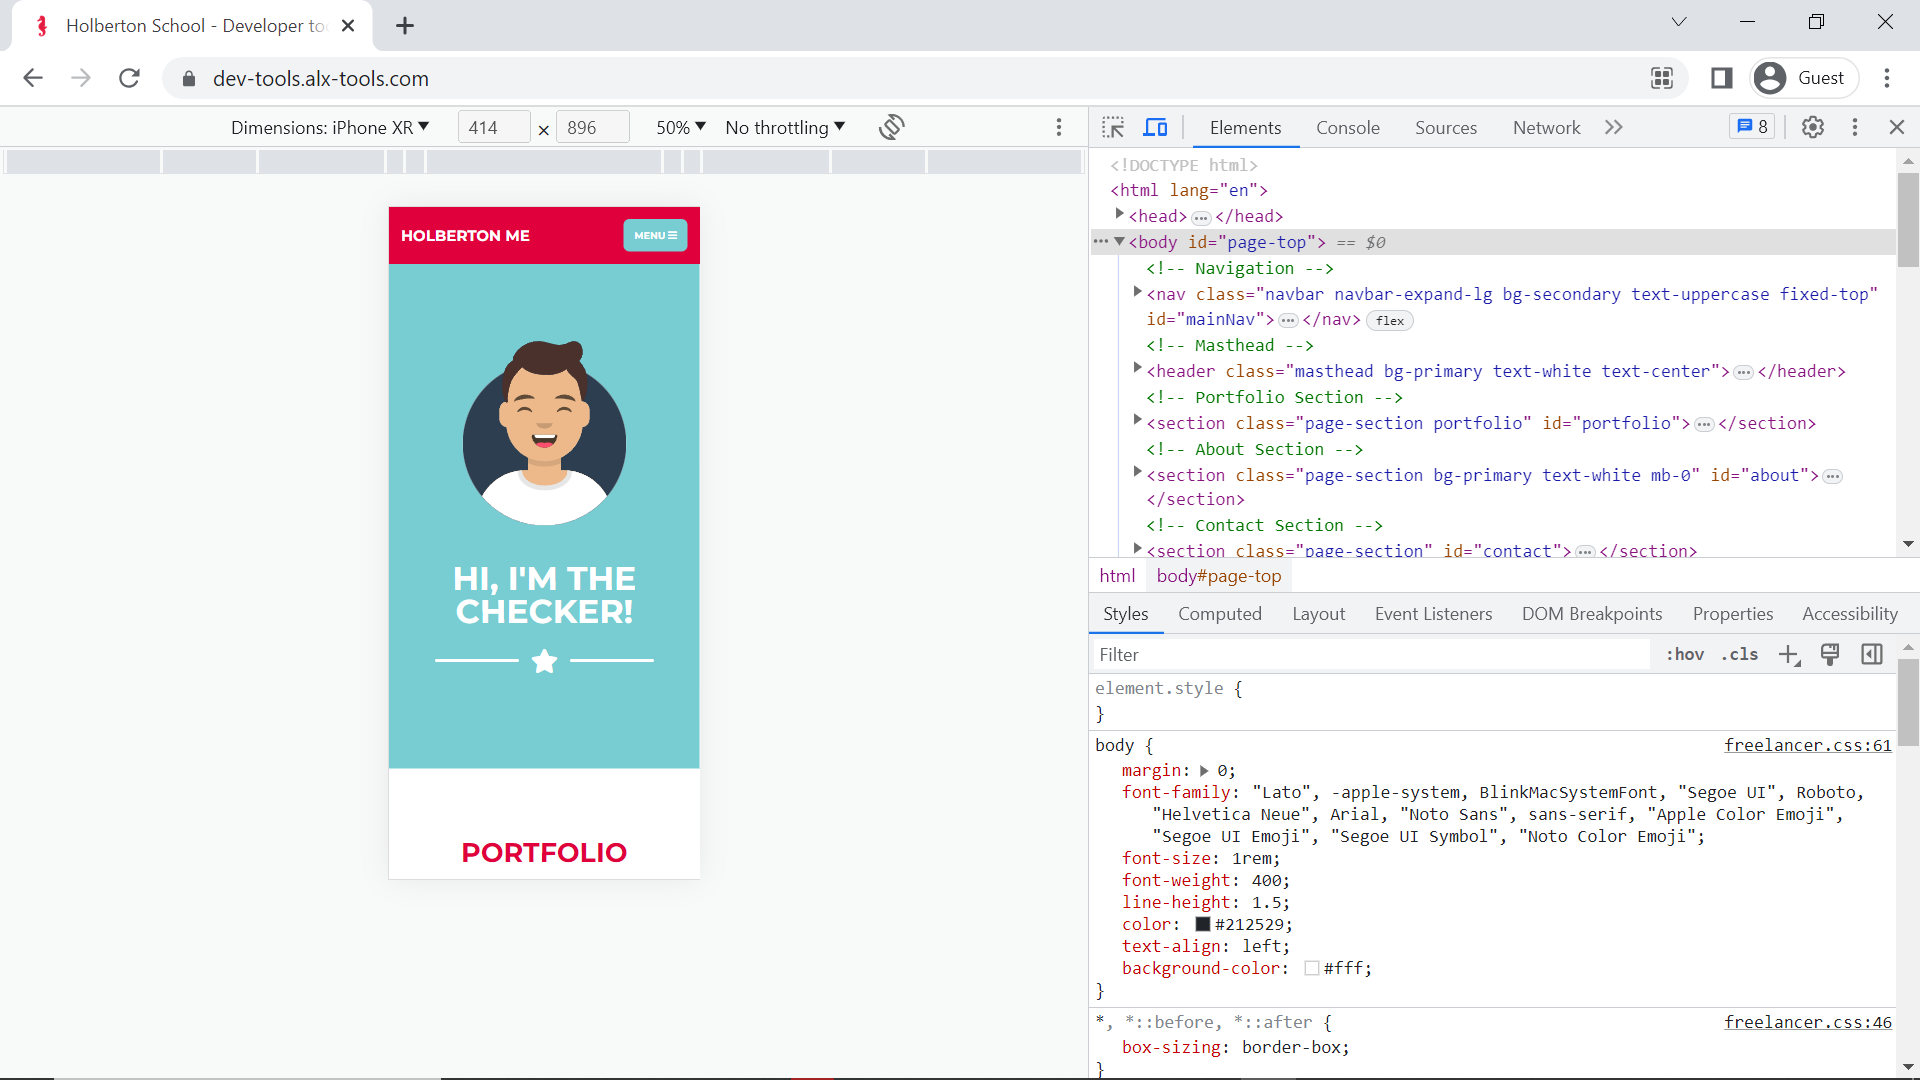 Holberton School - Developer to
dev-tools.alx-tools.com
Guest
Dimensions: iPhone XR ▼ 414 × 896 50% ▼ No throttling ▼
HOLBERTON ME
MENU
HI, I'M THE
CHECKER!
PORTFOLIO
Elements Console Sources Network 8
<!DOCTYPE html>
<html lang="en">
<head>…</head>
<body id="page-top"> == $0
<!-- Navigation -->
<nav class="navbar navbar-expand-lg bg-secondary text-uppercase fixed-top"
id="mainNav">…</nav> flex
<!-- Masthead -->
<header class="masthead bg-primary text-white text-center">…</header>
<!-- Portfolio Section -->
<section class="page-section portfolio" id="portfolio">…</section>
<!-- About Section -->
<section class="page-section bg-primary text-white mb-0" id="about">…
</section>
<!-- Contact Section -->
<section class="page-section" id="contact">…</section>
html body#page-top
Styles Computed Layout Event Listeners DOM Breakpoints Properties Accessibility
Filter :hov .cls
element.style {
}
body { freelancer.css:61
margin: 0;
font-family: "Lato", -apple-system, BlinkMacSystemFont, "Segoe UI", Roboto,
"Helvetica Neue", Arial, "Noto Sans", sans-serif, "Apple Color Emoji",
"Segoe UI Emoji", "Segoe UI Symbol", "Noto Color Emoji";
font-size: 1rem;
font-weight: 400;
line-height: 1.5;
color: #212529;
text-align: left;
background-color: #fff;
}
*, *::before, *::after { freelancer.css:46
box-sizing: border-box;
}